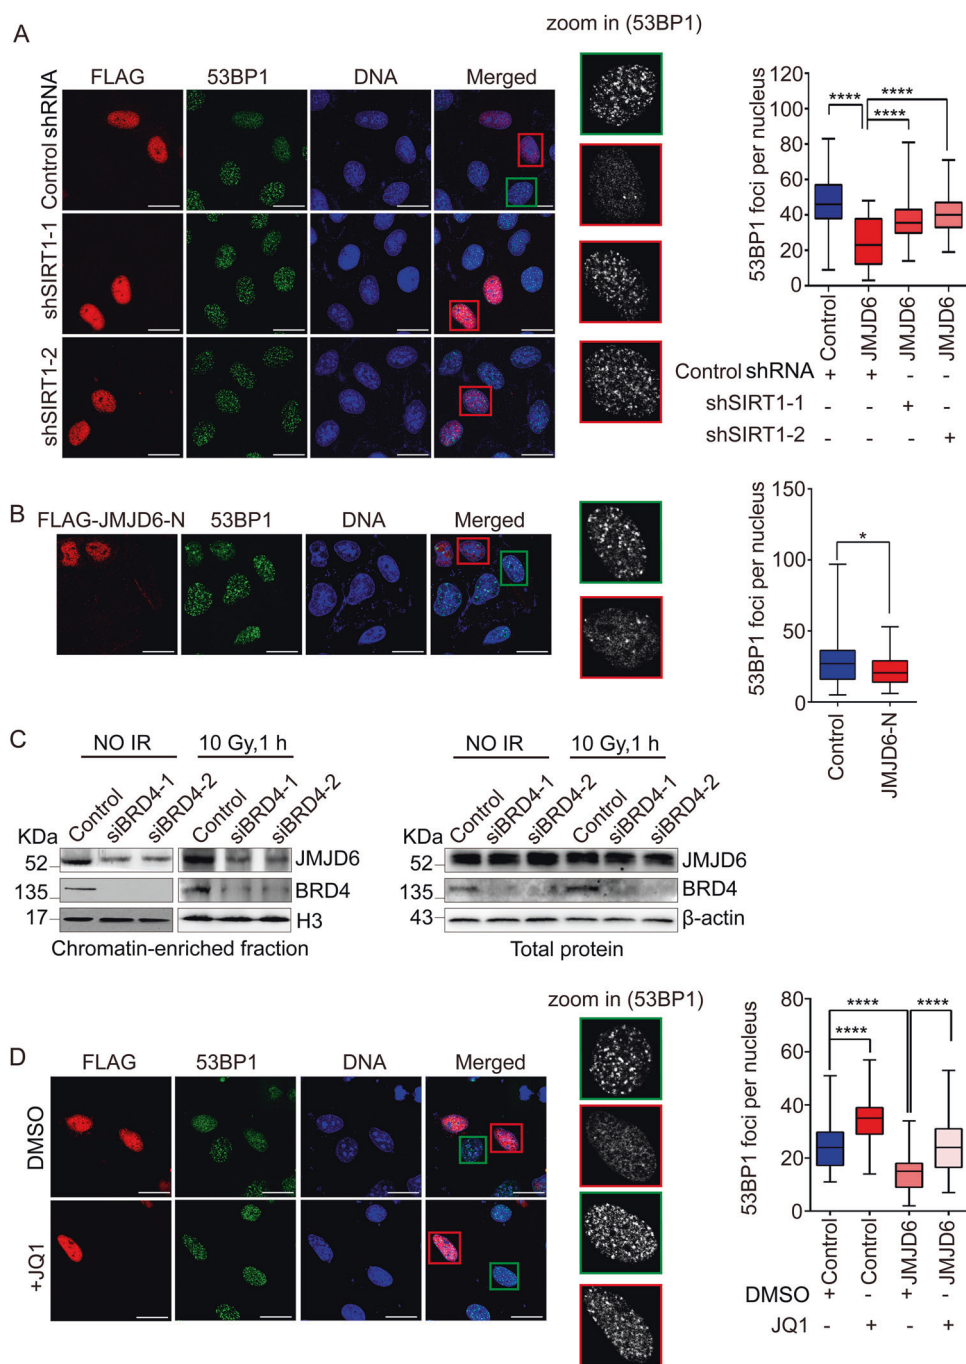 A
zoom in (53BP1)
FLAG 53BP1 DNA Merged
Control shRNA
shSIRT1-1
shSIRT1-2
53BP1 foci per nucleus
120
100
80
60
40
20
0
Control JMJD6 JMJD6 JMJD6
**** **** ****
Control shRNA + + - -
shSIRT1-1 - - + -
shSIRT1-2 - - - +
B
FLAG-JMJD6-N 53BP1 DNA Merged
53BP1 foci per nucleus
150
100
50
0
*
Control JMJD6-N
C
NO IR 10 Gy,1 h NO IR 10 Gy,1 h
Control siBRD4-1 siBRD4-2 Control siBRD4-1 siBRD4-2 Control siBRD4-1 siBRD4-2 Control siBRD4-1 siBRD4-2
KDa KDa
52 JMJD6 52 JMJD6
135 BRD4 135 BRD4
17 H3 43 β-actin
Chromatin-enriched fraction Total protein
D
zoom in (53BP1)
FLAG 53BP1 DNA Merged
DMSO
+JQ1
53BP1 foci per nucleus
80
60
40
20
0
**** **** ****
Control Control JMJD6 JMJD6
DMSO + - + -
JQ1 - + - +